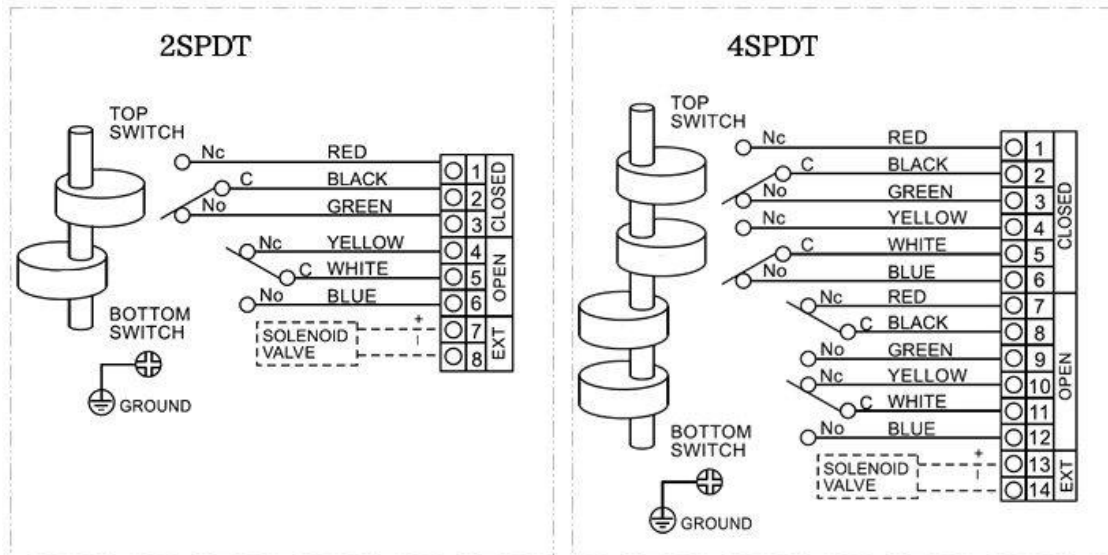 2SPDT
TOP
SWITCH
Nc RED 1
C BLACK 2
No GREEN 3
CLOSED
Nc YELLOW 4
C WHITE 5
No BLUE 6
OPEN
SOLENOID
VALVE
+ 7
- 8
EXT
BOTTOM
SWITCH
GROUND
4SPDT
TOP
SWITCH
Nc RED 1
C BLACK 2
No GREEN 3
Nc YELLOW 4
C WHITE 5
No BLUE 6
CLOSED
Nc RED 7
C BLACK 8
No GREEN 9
Nc YELLOW 10
C WHITE 11
No BLUE 12
OPEN
BOTTOM
SWITCH
SOLENOID
VALVE
+ 13
- 14
EXT
GROUND